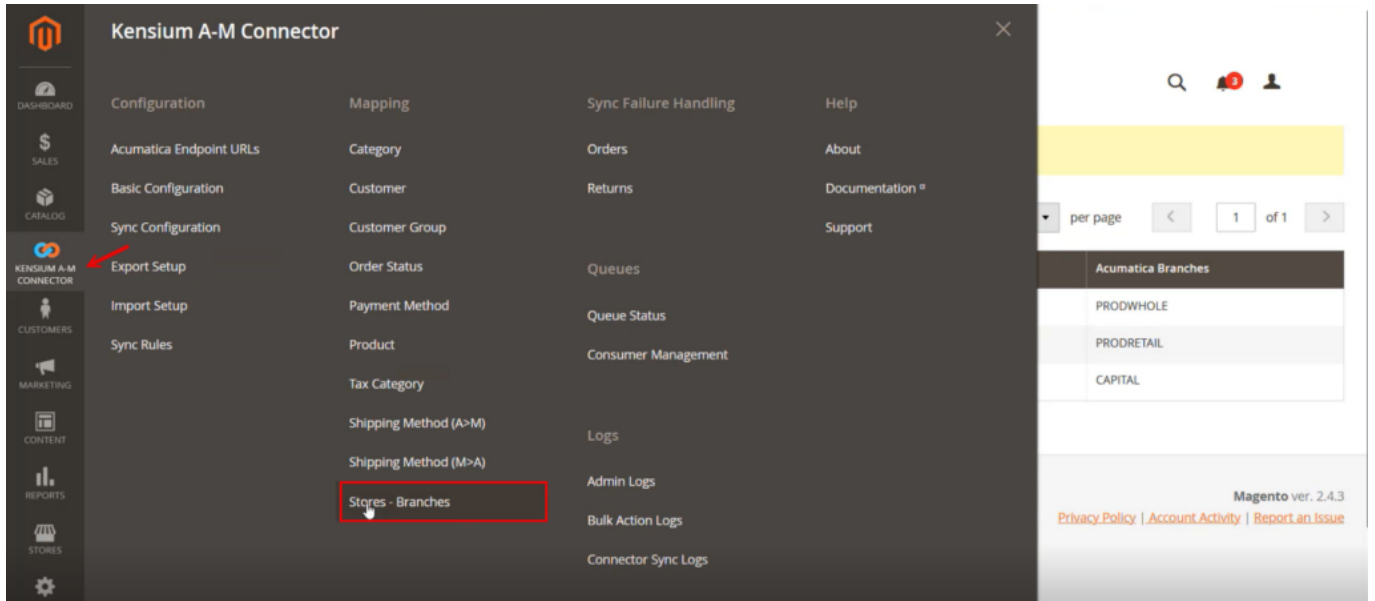 Kensium A-M Connector
DASHBOARD
SALES
CATALOG
KENSIUM A-M
CONNECTOR
CUSTOMERS
MARKETING
CONTENT
REPORTS
STORES
Configuration
Acumatica Endpoint URLs
Basic Configuration
Sync Configuration
Export Setup
Import Setup
Sync Rules
Mapping
Category
Customer
Customer Group
Order Status
Payment Method
Product
Tax Category
Shipping Method (A>M)
Shipping Method (M>A)
Stores - Branches
Sync Failure Handling
Orders
Returns
Queues
Queue Status
Consumer Management
Logs
Admin Logs
Bulk Action Logs
Connector Sync Logs
Help
About
Documentation
Support
3
per page 1 of 1
Acumatica Branches
PRODWHOLE
PRODRETAIL
CAPITAL
Magento ver. 2.4.3
Privacy Policy | Account Activity | Report an Issue